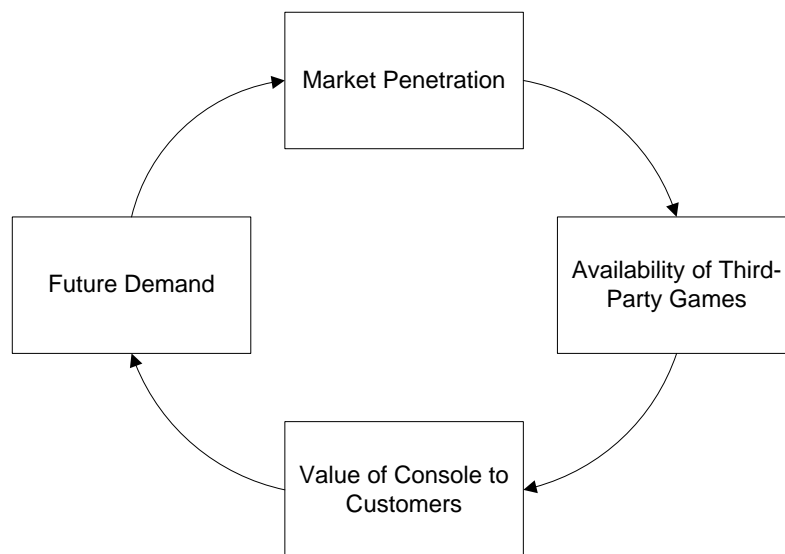 Market Penetration
Availability of Third-
Party Games
Future Demand
Value of Console to
Customers